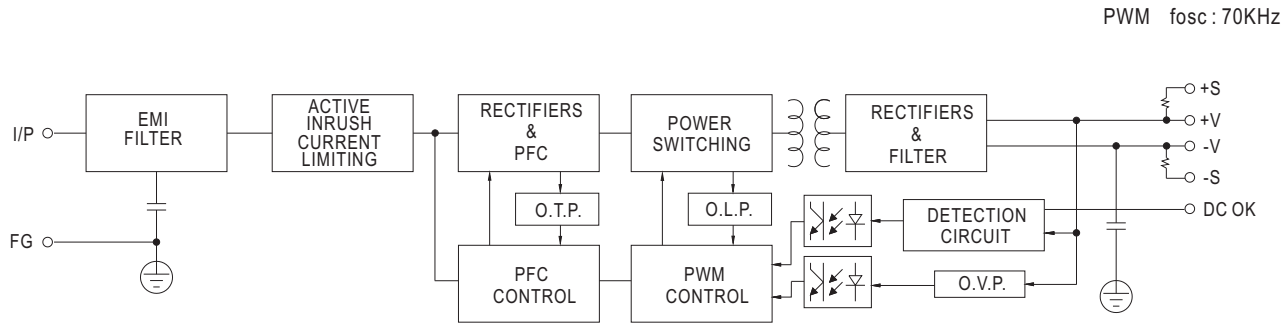 PWM fosc : 70KHz
I/P
EMI
FILTER
ACTIVE
INRUSH
CURRENT
LIMITING
RECTIFIERS
&
PFC
POWER
SWITCHING
RECTIFIERS
&
FILTER
+S
+V
-V
-S
DC OK
O.T.P.
O.L.P.
DETECTION
CIRCUIT
FG
PFC
CONTROL
PWM
CONTROL
O.V.P.